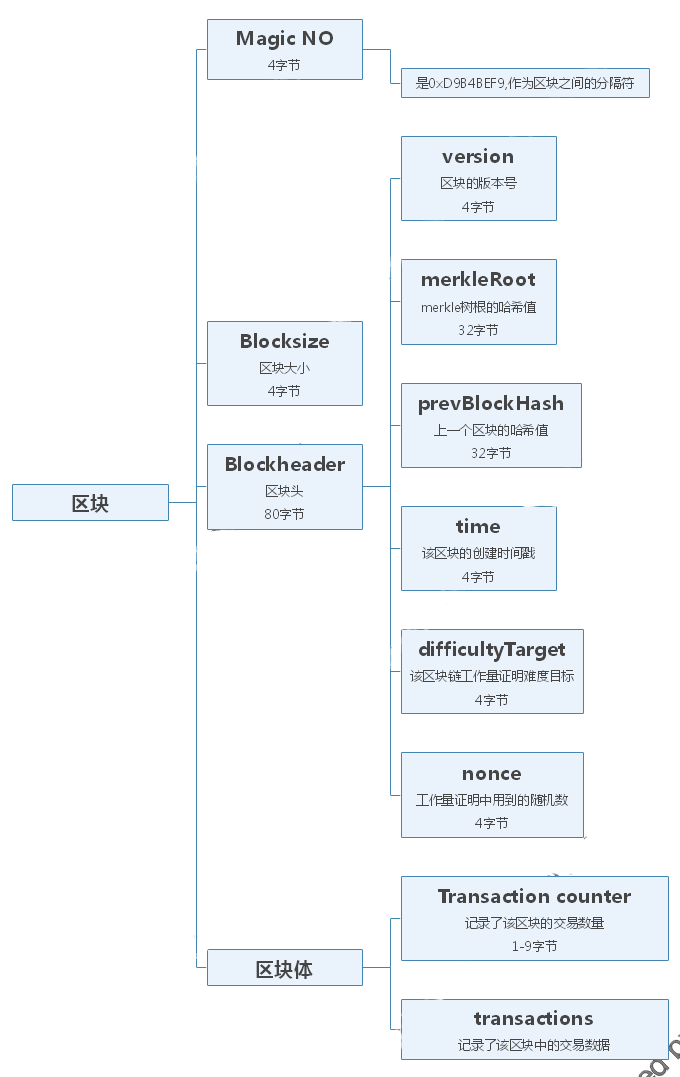 区块
Magic NO
4字节
是0xD9B4BEF9,作为区块之间的分隔符
Blocksize
区块大小
4字节
Blockheader
区块头
80字节
version
区块的版本号
4字节
merkleRoot
merkle树根的哈希值
32字节
prevBlockHash
上一个区块的哈希值
32字节
time
该区块的创建时间戳
4字节
difficultyTarget
该区块链工作量证明难度目标
4字节
nonce
工作量证明中用到的随机数
4字节
区块体
Transaction counter
记录了该区块的交易数量
1-9字节
transactions
记录了该区块中的交易数据